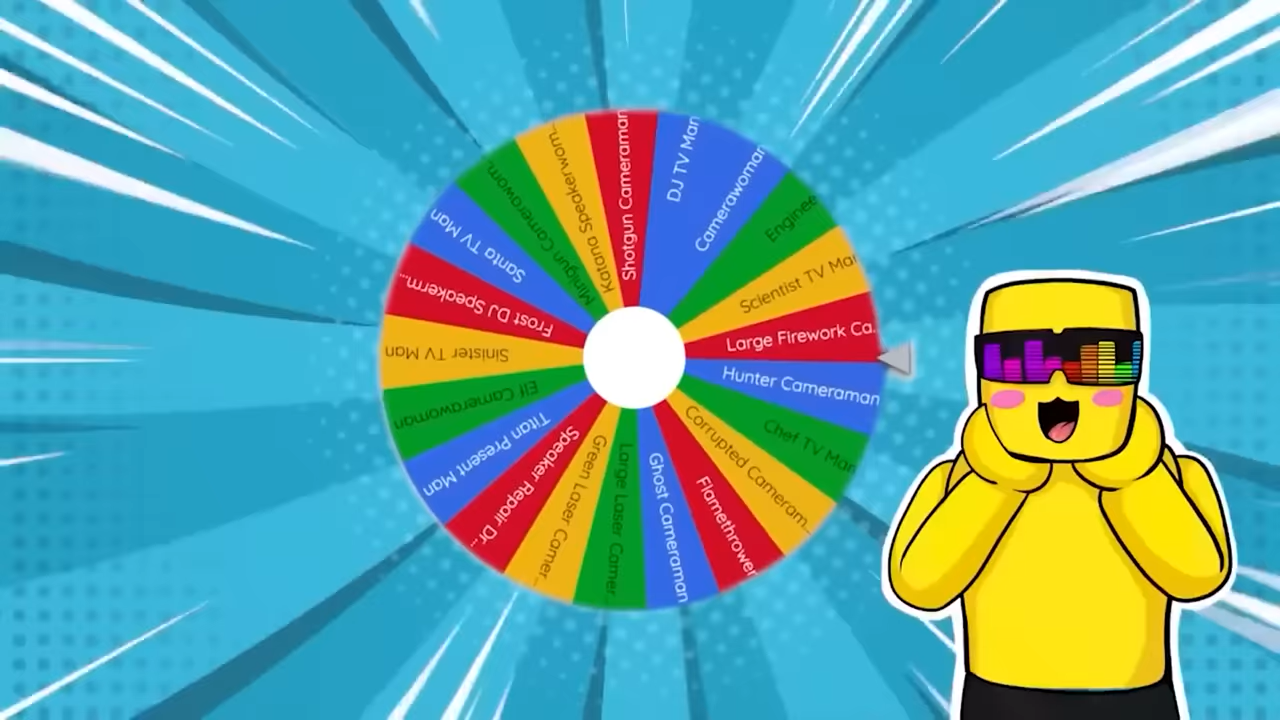 Shotgun Cameraman
DJ TV Man
Camerawoman
Enginee
Scientist TV Man
Large Firework Ca...
Hunter Cameraman
Chef TV Man
Corrupted Cameram...
Flamethrower
Ghost Cameraman
Large Laser Camer...
Green Laser Camer...
Speaker Repair Dr...
Titan Present Man
Elf Camerawoman
Sinister TV Man
Frost DJ Speakerm...
Santa TV Man
Minigun Camerawom...
Katana Speakerwom...